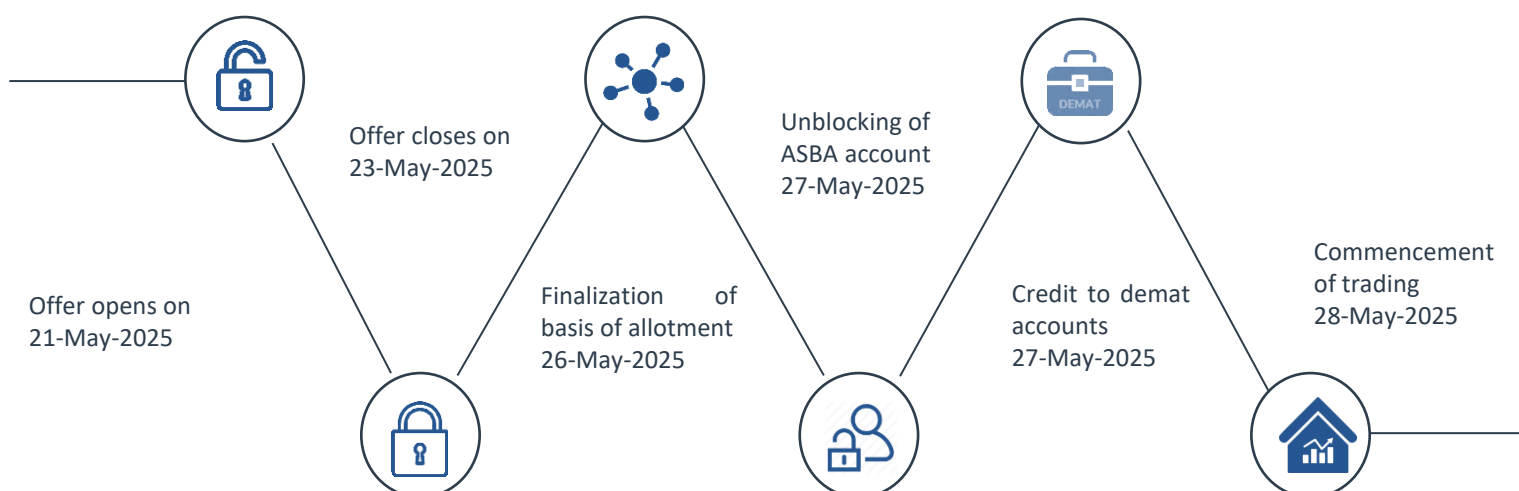 Offer opens on
21-May-2025
Offer closes on
23-May-2025
Finalization of
basis of allotment
26-May-2025
Unblocking of
ASBA account
27-May-2025
DEMAT
Credit to demat
accounts
27-May-2025
Commencement
of trading
28-May-2025